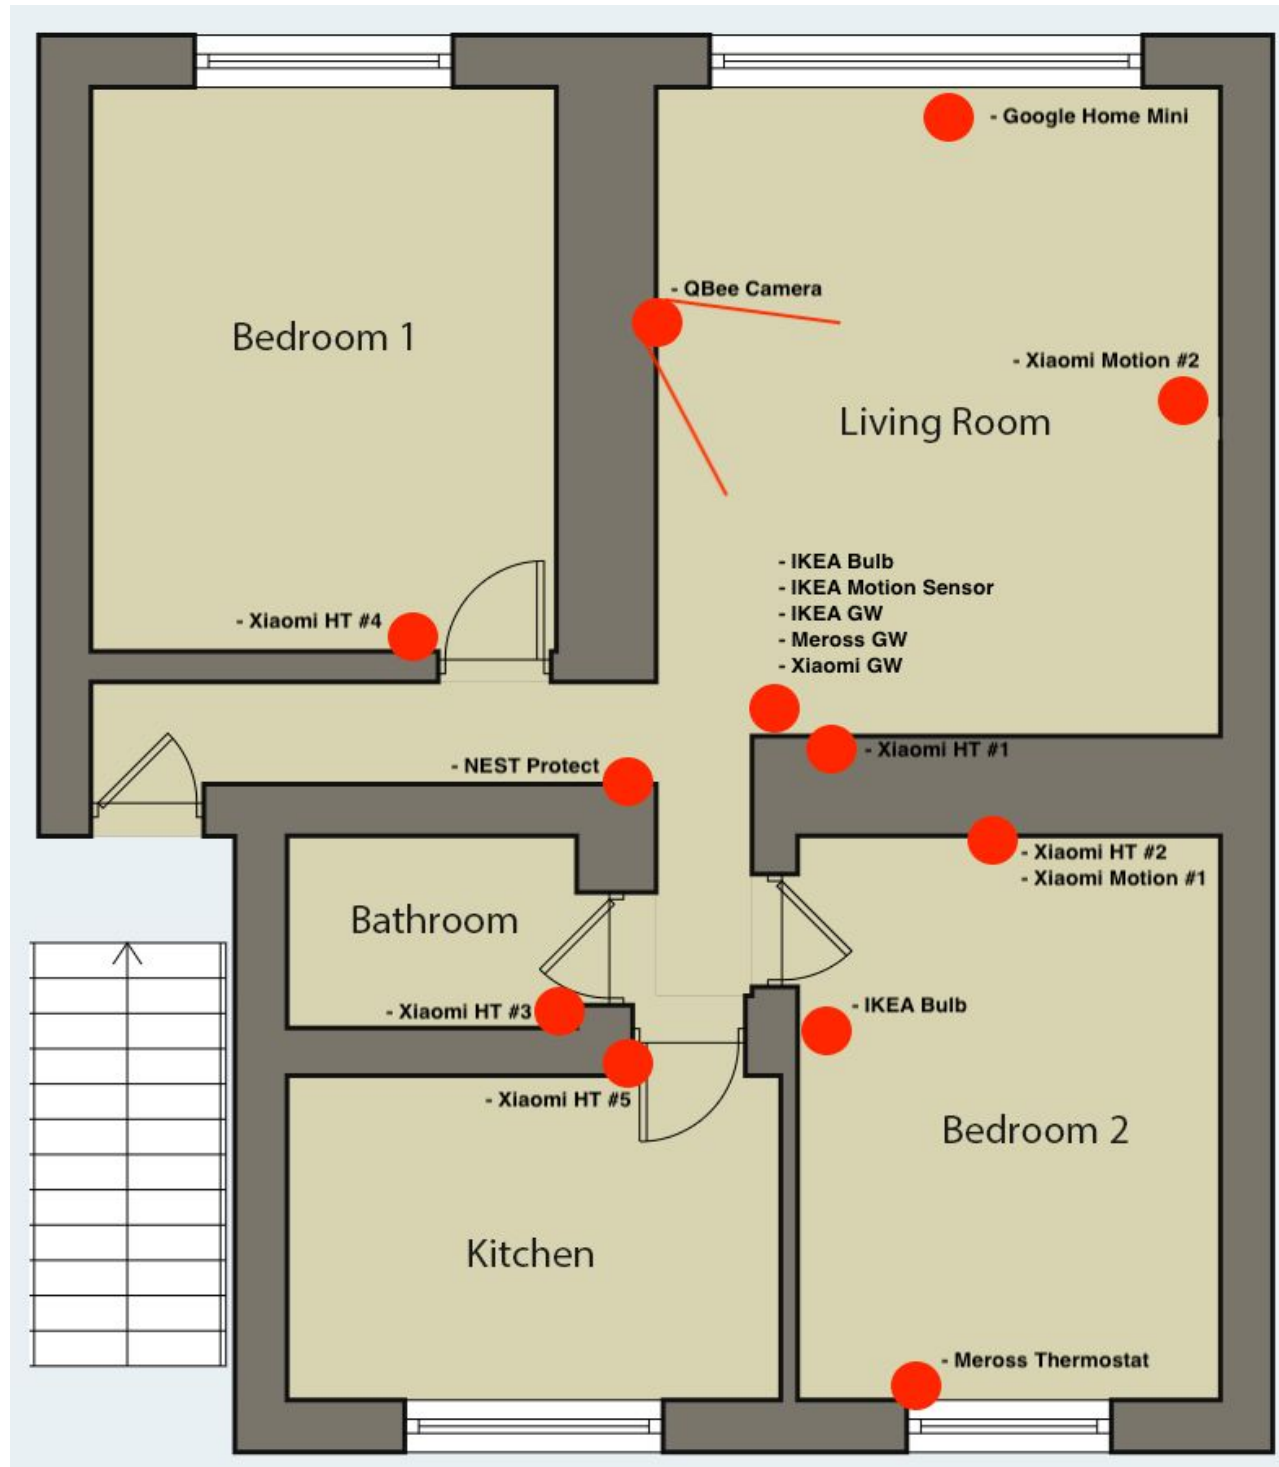 - Google Home Mini
- QBee Camera
Bedroom 1
- Xiaomi Motion #2
Living Room
- IKEA Bulb
- IKEA Motion Sensor
- IKEA GW
- Meross GW
- Xiaomi GW
- Xiaomi HT #4
- Xiaomi HT #1
- NEST Protect
- Xiaomi HT #2
- Xiaomi Motion #1
Bathroom
- Xiaomi HT #3
- IKEA Bulb
- Xiaomi HT #5
Bedroom 2
Kitchen
- Meross Thermostat